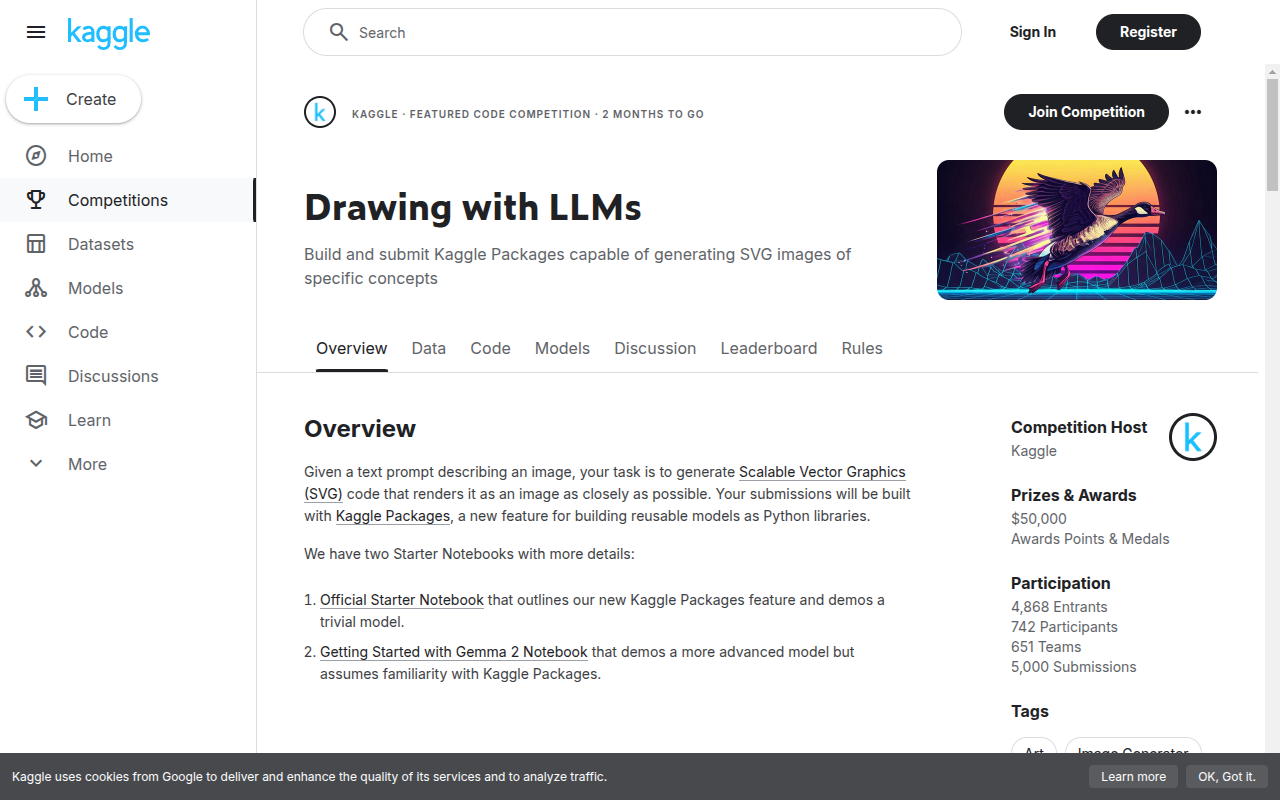 kaggle
Search
Sign In
Register
Create
Home
Competitions
Datasets
Models
Code
Discussions
Learn
More
k
KAGGLE · FEATURED CODE COMPETITION · 2 MONTHS TO GO
Join Competition
Drawing with LLMs
Build and submit Kaggle Packages capable of generating SVG images of
specific concepts
Overview
Data
Code
Models
Discussion
Leaderboard
Rules
Overview
Given a text prompt describing an image, your task is to generate Scalable Vector Graphics
(SVG) code that renders it as an image as closely as possible. Your submissions will be built
with Kaggle Packages, a new feature for building reusable models as Python libraries.
We have two Starter Notebooks with more details:
1. Official Starter Notebook that outlines our new Kaggle Packages feature and demos a
trivial model.
2. Getting Started with Gemma 2 Notebook that demos a more advanced model but
assumes familiarity with Kaggle Packages.
Competition Host
Kaggle
k
Prizes & Awards
$50,000
Awards Points & Medals
Participation
4,868 Entrants
742 Participants
651 Teams
5,000 Submissions
Tags
Art
Image Generator
Kaggle uses cookies from Google to deliver and enhance the quality of its services and to analyze traffic.
Learn more
OK, Got it.